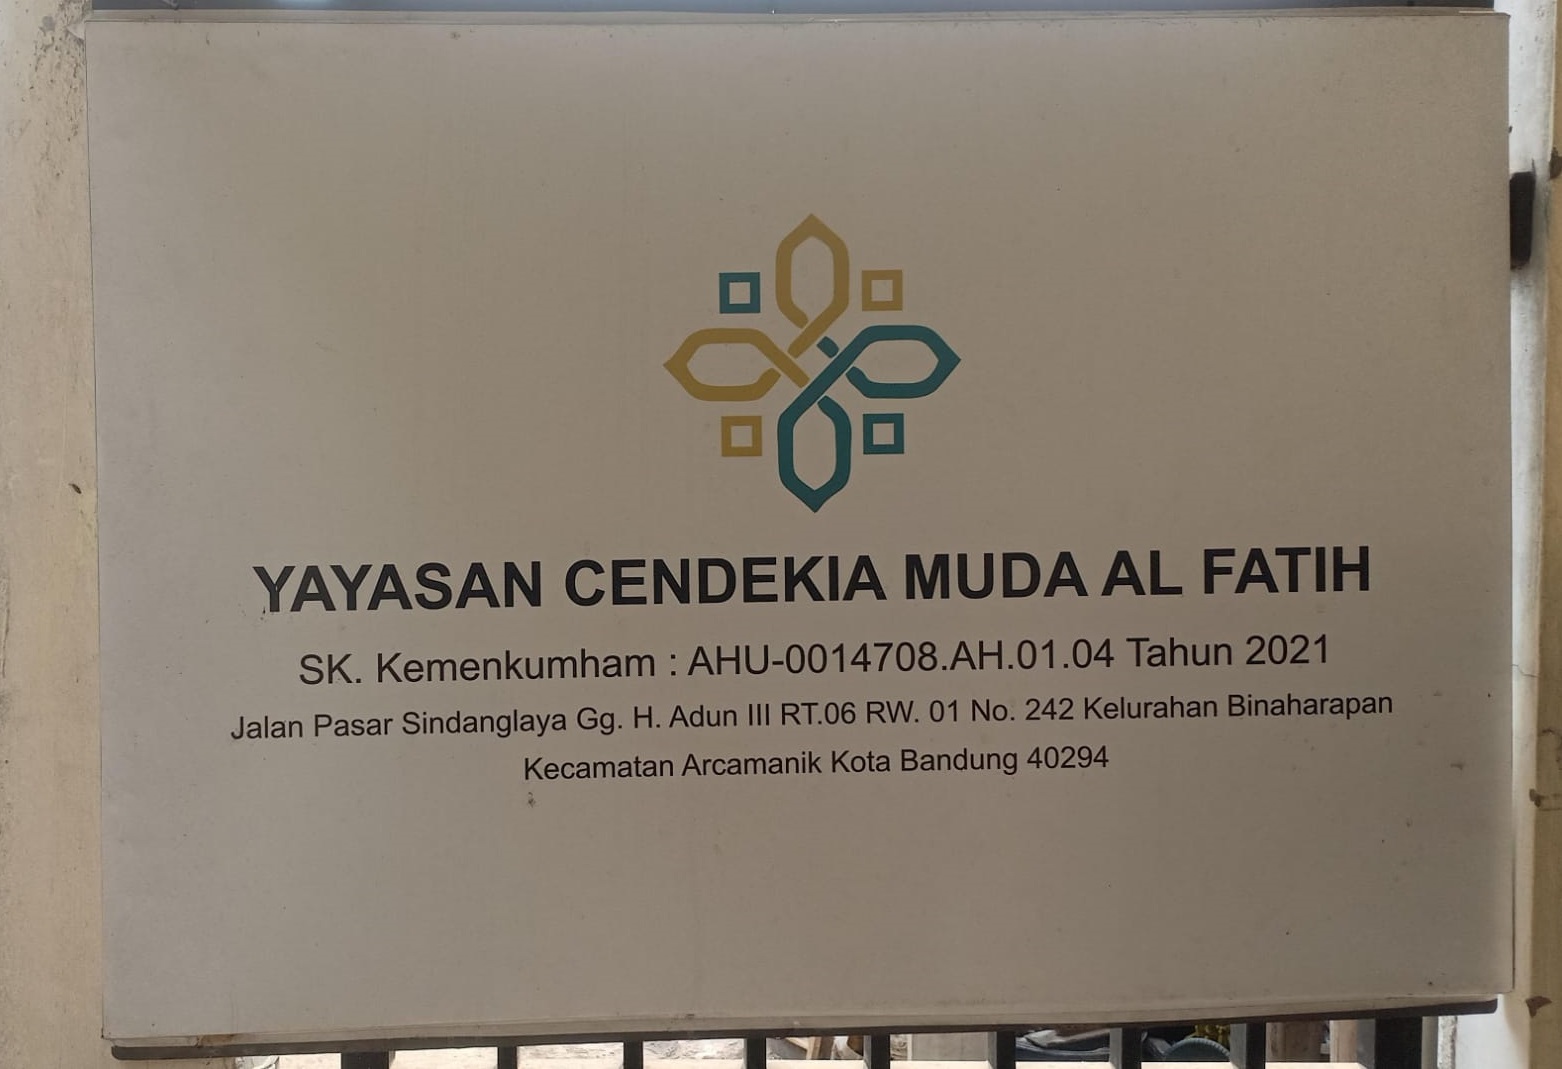 YAYASAN CENDEKIA MUDA AL FATIH
SK. Kemenkumham : AHU-0014708.AH.01.04 Tahun 2021
Jalan Pasar Sindanglaya Gg. H. Adun III RT.06 RW. 01 No. 242 Kelurahan Binaharapan
Kecamatan Arcamanik Kota Bandung 40294